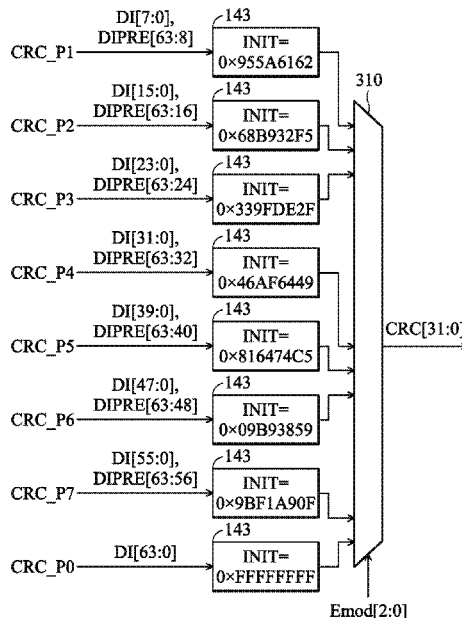 CRC_P1
DI[7:0],
DIPRE[63:8]
143
INIT=
0×955A6162
CRC_P2
DI[15:0],
DIPRE[63:16]
143
INIT=
0×68B932F5
CRC_P3
DI[23:0],
DIPRE[63:24]
143
INIT=
0×339FDE2F
CRC_P4
DI[31:0],
DIPRE[63:32]
143
INIT=
0×46AF6449
CRC_P5
DI[39:0],
DIPRE[63:40]
143
INIT=
0×816474C5
CRC_P6
DI[47:0],
DIPRE[63:48]
143
INIT=
0×09B93859
CRC_P7
DI[55:0],
DIPRE[63:56]
143
INIT=
0×9BF1A90F
CRC_P0
DI[63:0]
143
INIT=
0×FFFFFFFF
310
CRC[31:0]
Emod[2:0]